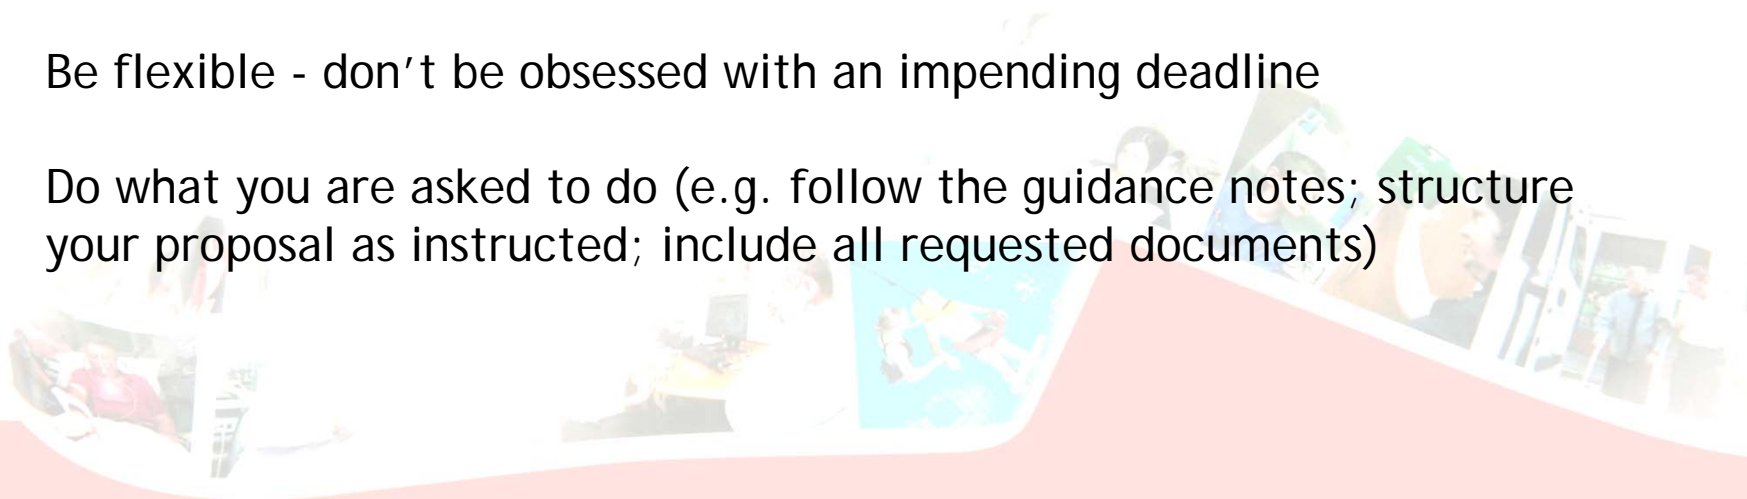 Be flexible - don't be obsessed with an impending deadline
Do what you are asked to do (e.g. follow the guidance notes; structure
your proposal as instructed; include all requested documents)